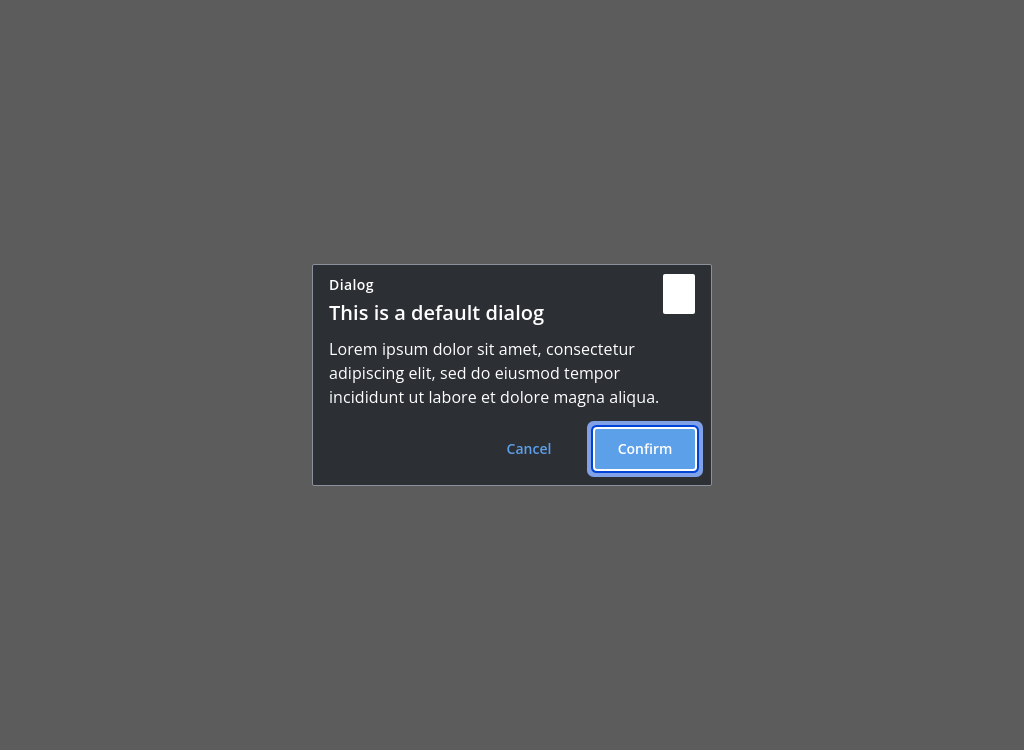 Dialog
This is a default dialog
Lorem ipsum dolor sit amet, consectetur
adipiscing elit, sed do eiusmod tempor
incididunt ut labore et dolore magna aliqua.
Cancel
Confirm